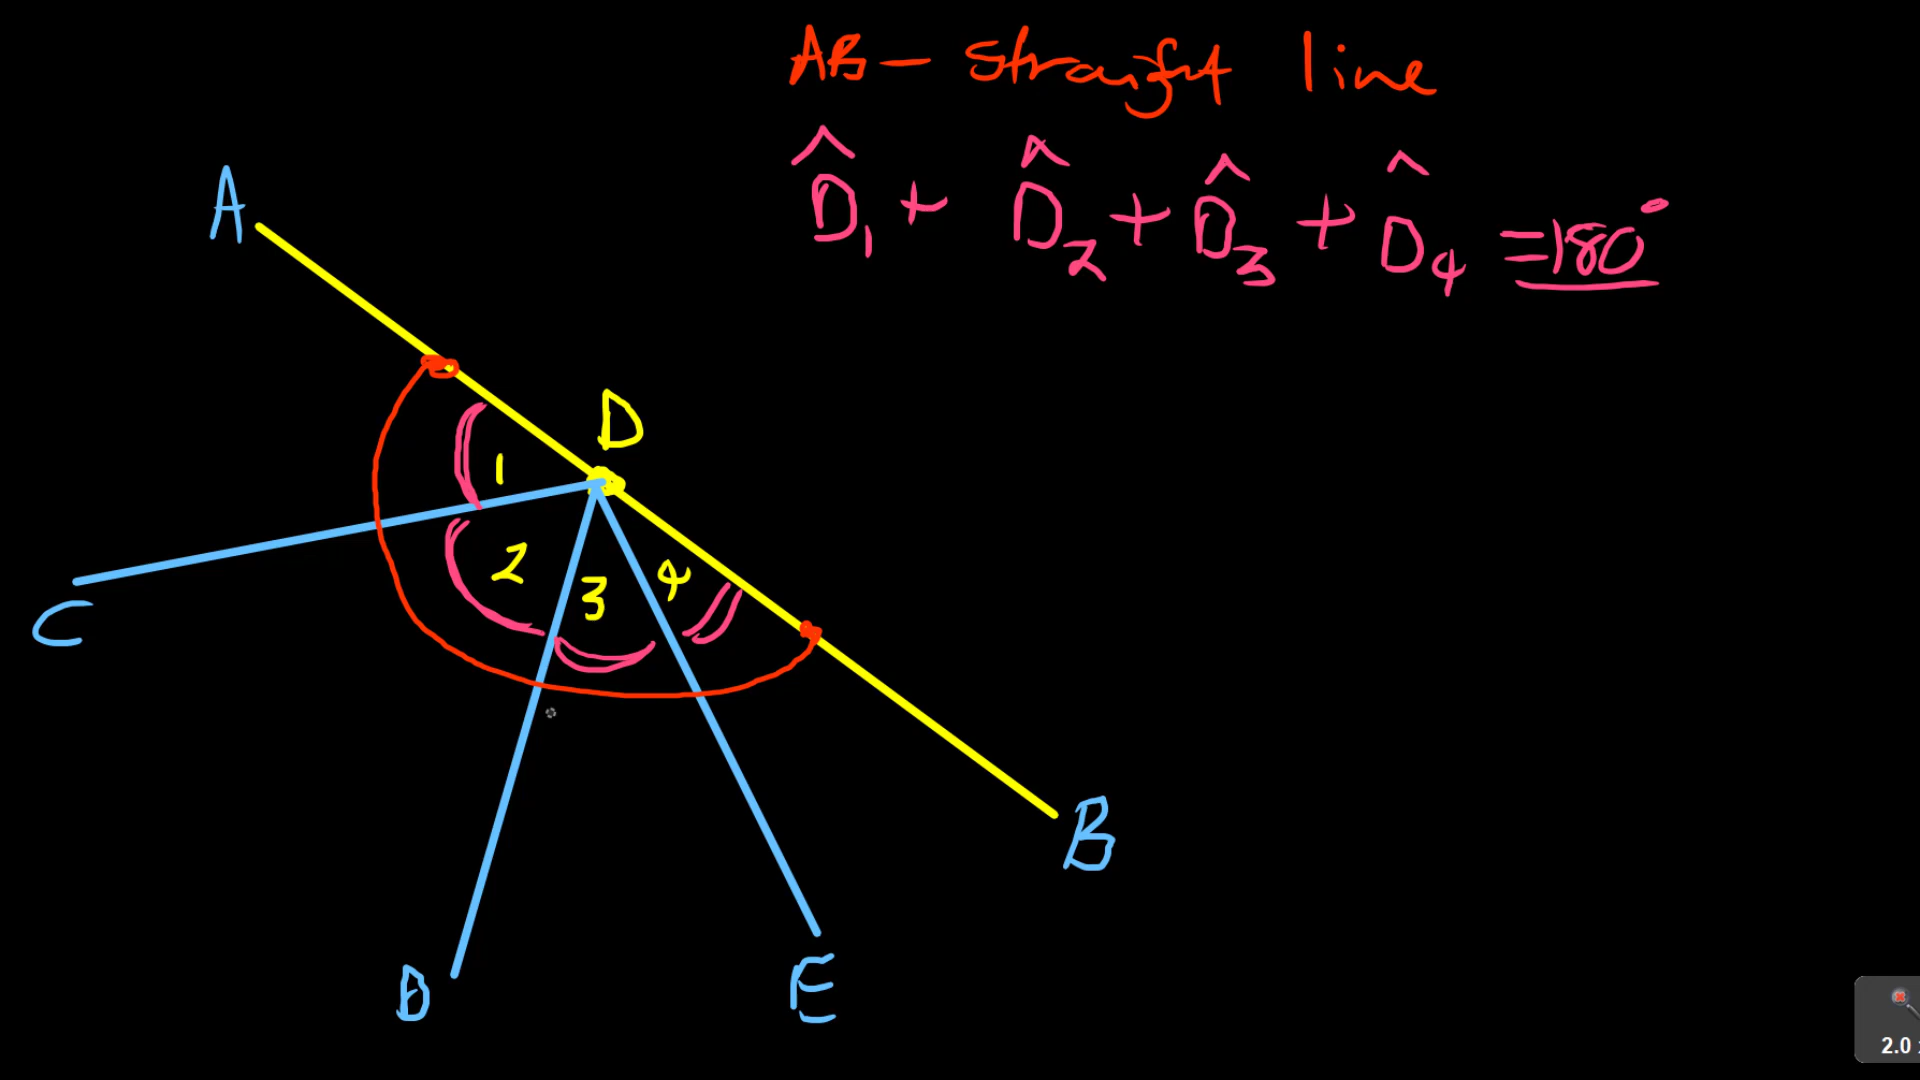 AB - straight line
D̂₁ + D̂₂ + D̂₃ + D̂₄ = 180°
A
D
1
2
3
4
C
B
D
E
2.0